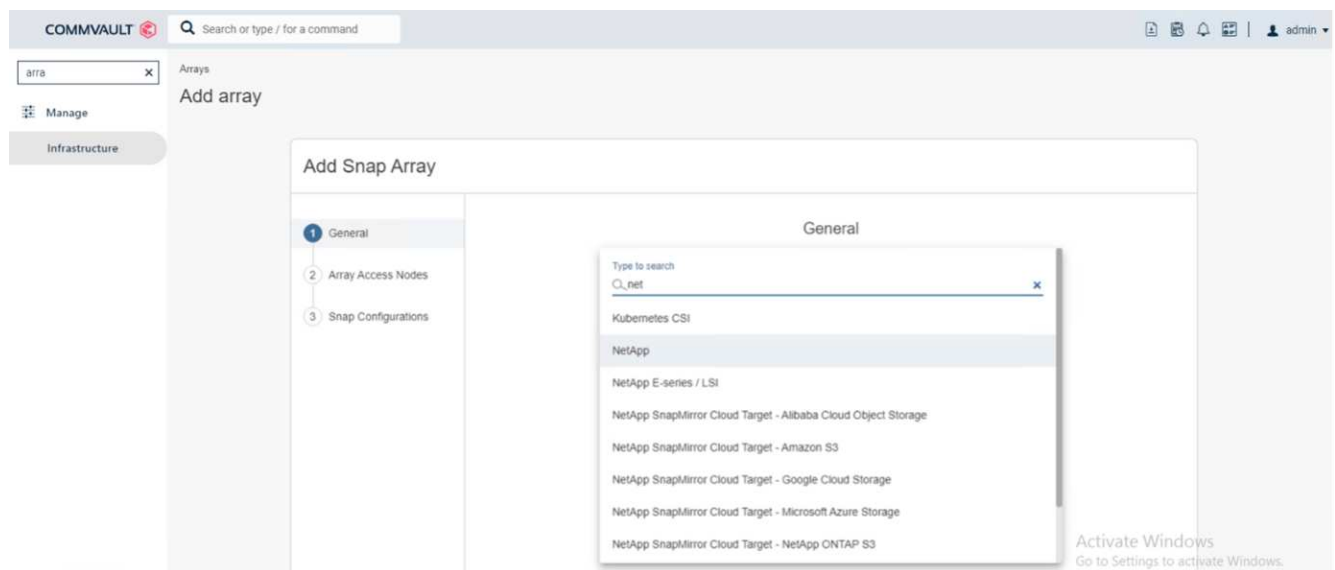 COMMVAULT
Search or type / for a command
admin
arra
Manage
Infrastructure
Arrays
Add array
Add Snap Array
1 General
2 Array Access Nodes
3 Snap Configurations
General
Type to search
net
Kubernetes CSI
NetApp
NetApp E-series / LSI
NetApp SnapMirror Cloud Target - Alibaba Cloud Object Storage
NetApp SnapMirror Cloud Target - Amazon S3
NetApp SnapMirror Cloud Target - Google Cloud Storage
NetApp SnapMirror Cloud Target - Microsoft Azure Storage
NetApp SnapMirror Cloud Target - NetApp ONTAP S3
Activate Windows
Go to Settings to activate Windows.